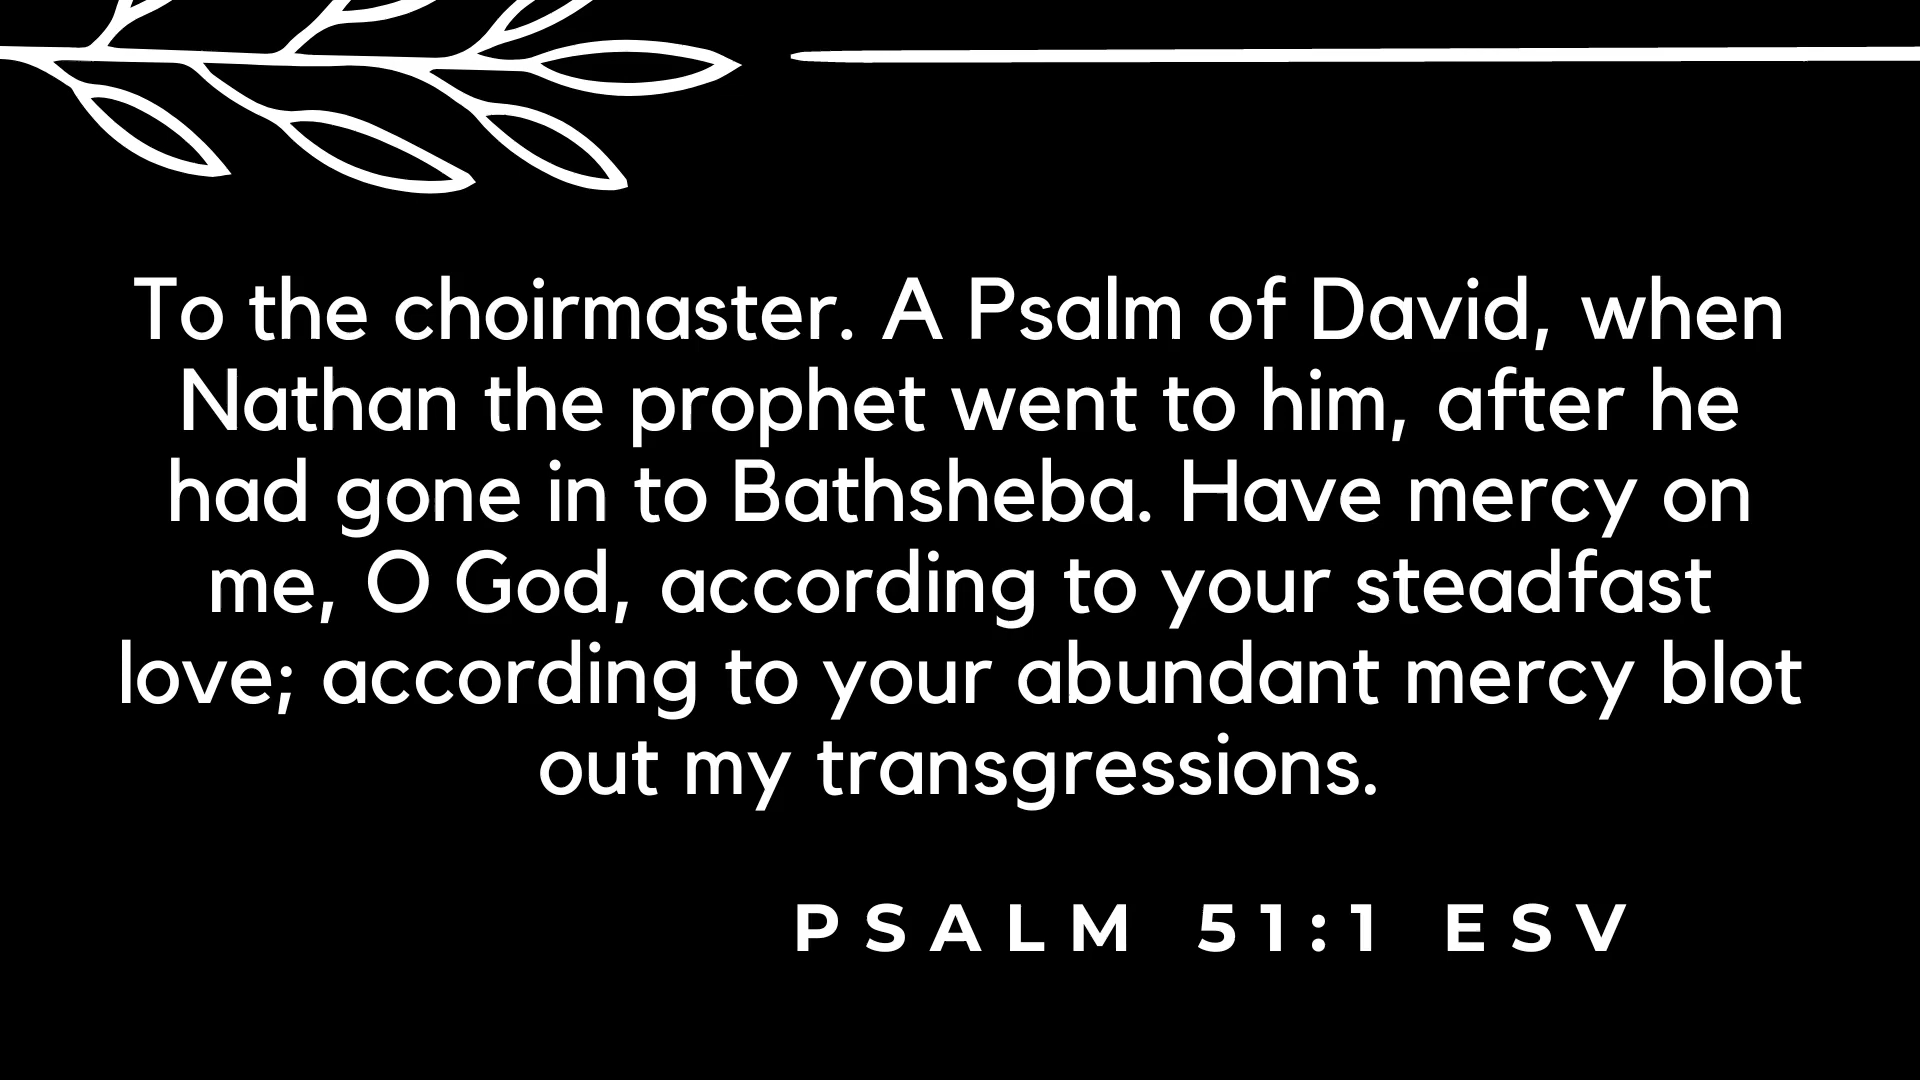 To the choirmaster. A Psalm of David, when
Nathan the prophet went to him, after he
had gone in to Bathsheba. Have mercy on
me, O God, according to your steadfast
love; according to your abundant mercy blot
out my transgressions.
PSALM 51:1 ESV